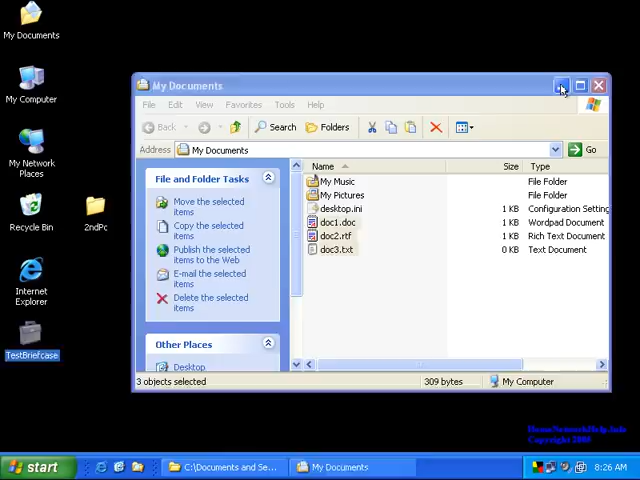 My Documents
My Computer
My Network
Places
Recycle Bin
2ndPc
Internet
Explorer
TestBriefcase
My Documents
File Edit View Favorites Tools Help
Back Search Folders
Address My Documents Go
File and Folder Tasks
Move the selected
items
Copy the selected
items
Publish the selected
items to the Web
E-mail the selected
items
Delete the selected
items
Other Places
Desktop
Name Size Type
My Music File Folder
My Pictures File Folder
desktop.ini 1 KB Configuration Setting
doc1.doc 1 KB Wordpad Document
doc2.rtf 1 KB Rich Text Document
doc3.txt 0 KB Text Document
3 objects selected 309 bytes My Computer
HomeNetworkHelp.Info
Copyright 2008
start C:\Documents and Se... My Documents 8:26 AM